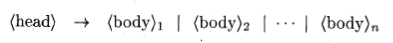 ⟨head⟩ → ⟨body⟩₁ | ⟨body⟩₂ | ⋯ | ⟨body⟩ₙ